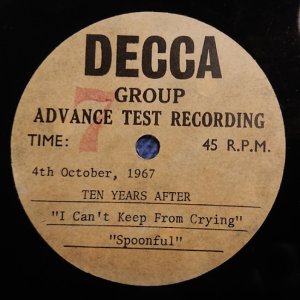 DECCA
7
GROUP
ADVANCE TEST RECORDING
TIME: 45 R.P.M.
4th October, 1967
TEN YEARS AFTER
"I Can't Keep From Crying"
"Spoonful"